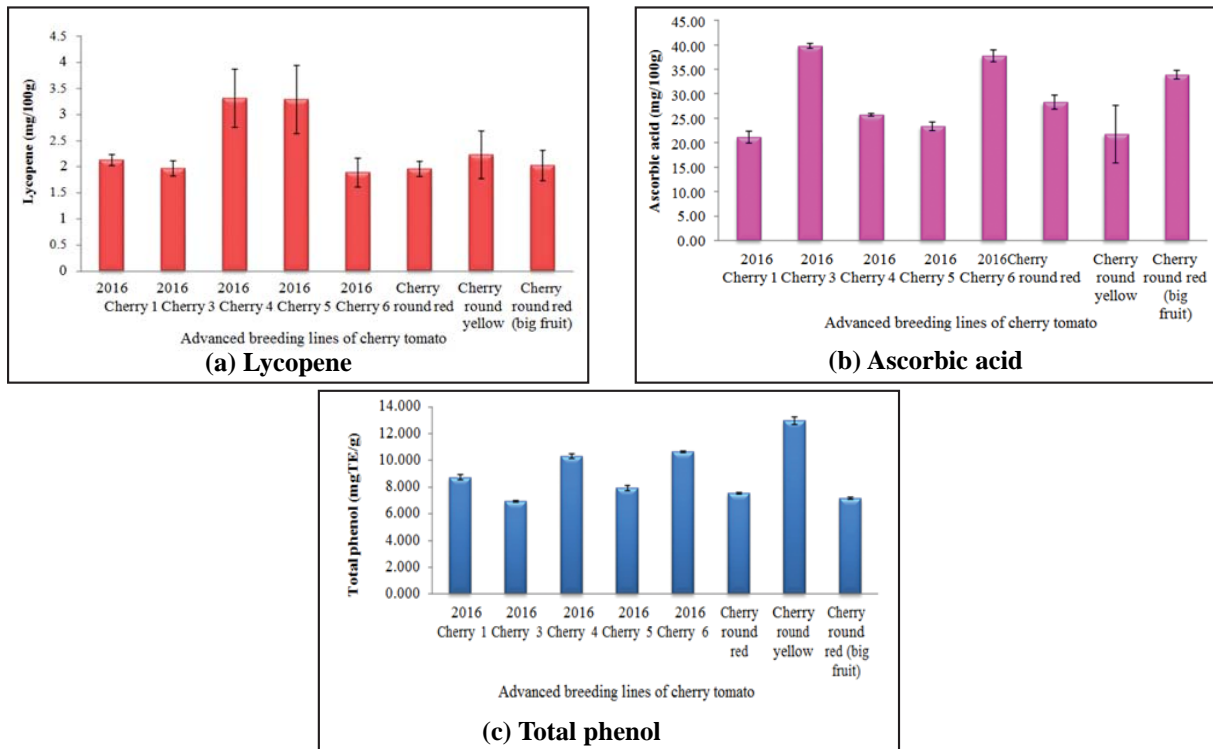 Lycopene (mg/100g)
4.5
4
3.5
3
2.5
2
1.5
1
0.5
0
2016 2016 2016 2016 2016 Cherry Cherry Cherry
Cherry 1 Cherry 3 Cherry 4 Cherry 5 Cherry 6 round red round round red
yellow (big fruit)
Advanced breeding lines of cherry tomato
(a) Lycopene
Ascorbic acid (mg/100g)
45.00
40.00
35.00
30.00
25.00
20.00
15.00
10.00
5.00
0.00
2016 2016 2016 2016 2016Cherry Cherry Cherry
Cherry 1 Cherry 3 Cherry 4 Cherry 5 Cherry 6 round red round round red
yellow (big
fruit)
Advanced breeding lines of cherry tomato
(b) Ascorbic acid
Total phenol (mgTE/g)
14.000
12.000
10.000
8.000
6.000
4.000
2.000
0.000
2016 2016 2016 2016 2016 Cherry Cherry Cherry
Cherry 1 Cherry 3 Cherry 4 Cherry 5 Cherry 6 round round round
red yellow red (big
fruit)
Advanced breeding lines of cherry tomato
(c) Total phenol